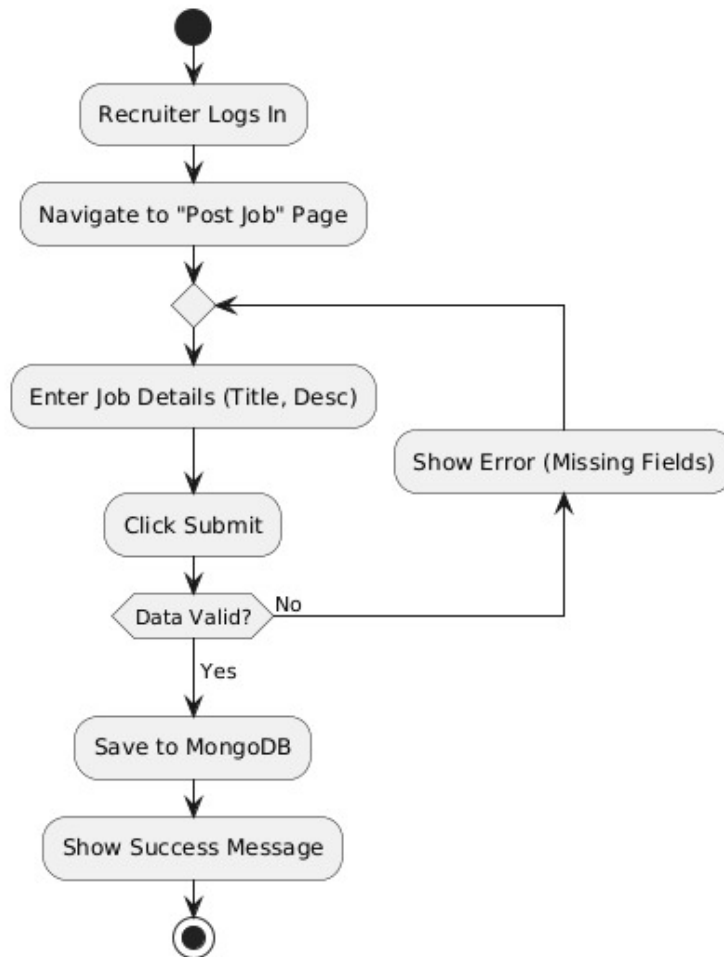 Recruiter Logs In
Navigate to "Post Job" Page
Enter Job Details (Title, Desc)
Show Error (Missing Fields)
Click Submit
Data Valid?
No
Yes
Save to MongoDB
Show Success Message